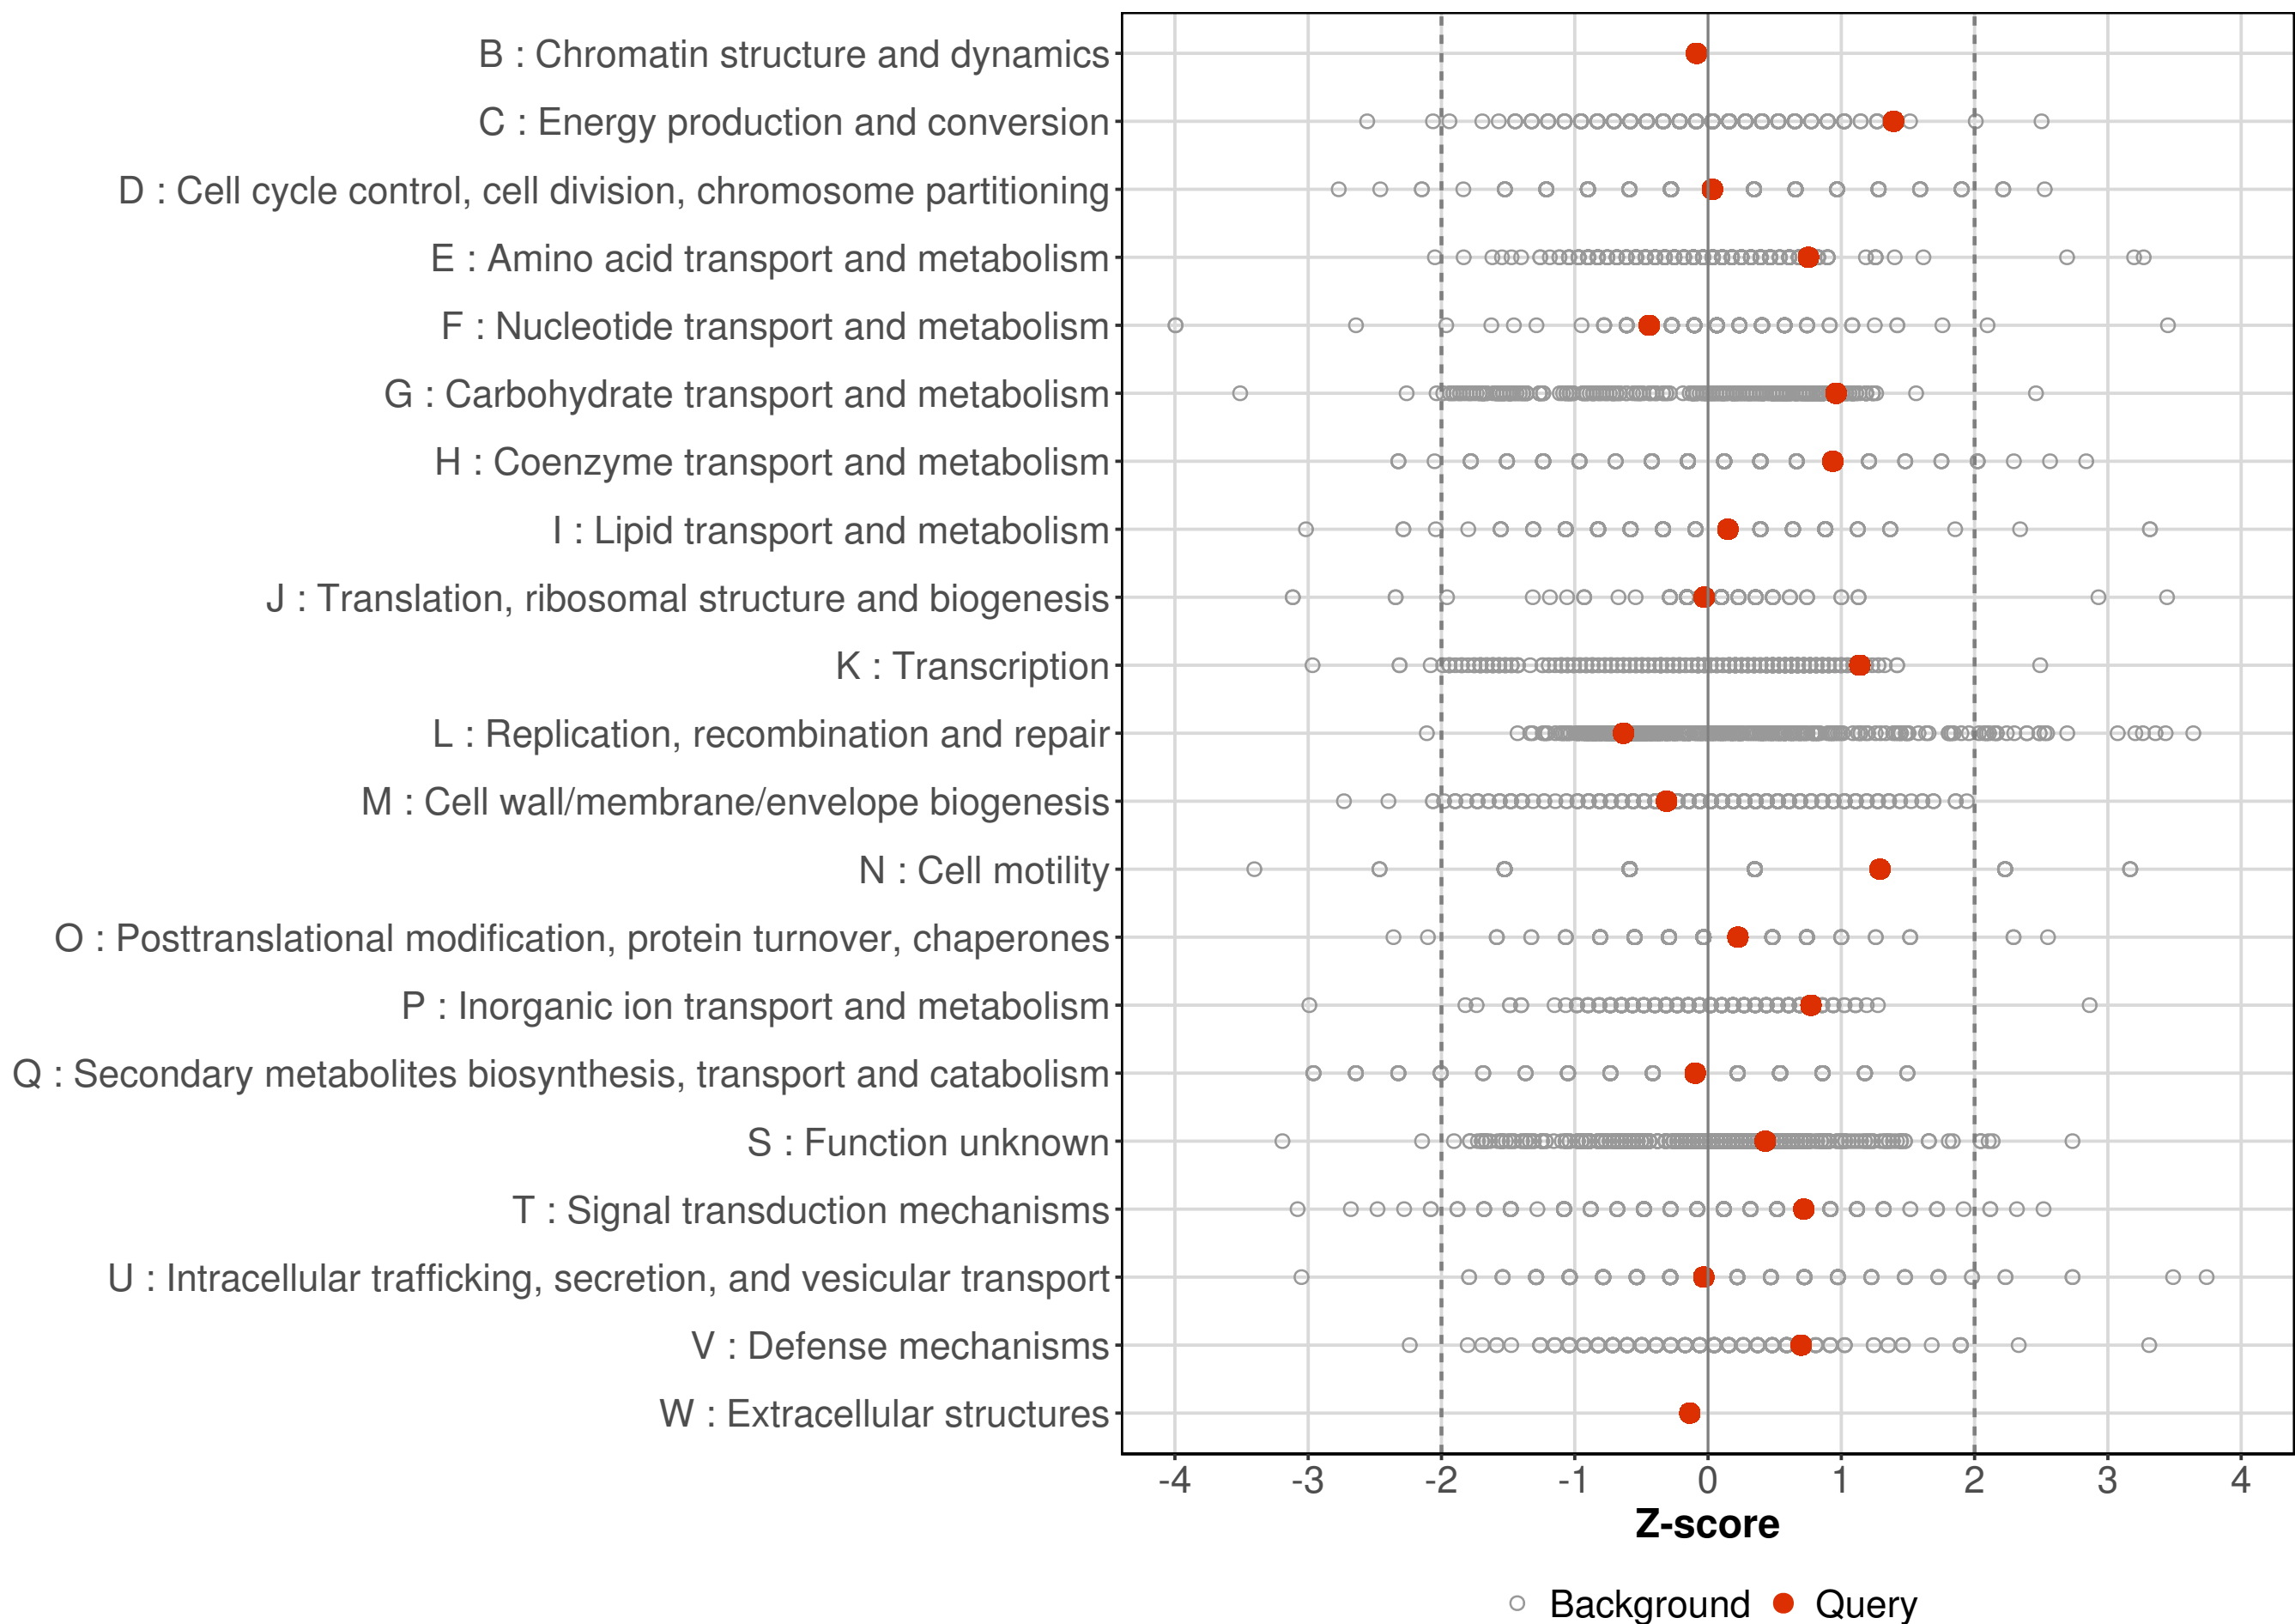 B : Chromatin structure and dynamics
C : Energy production and conversion
D : Cell cycle control, cell division, chromosome partitioning
E : Amino acid transport and metabolism
F : Nucleotide transport and metabolism
G : Carbohydrate transport and metabolism
H : Coenzyme transport and metabolism
I : Lipid transport and metabolism
J : Translation, ribosomal structure and biogenesis
K : Transcription
L : Replication, recombination and repair
M : Cell wall/membrane/envelope biogenesis
N : Cell motility
O : Posttranslational modification, protein turnover, chaperones
P : Inorganic ion transport and metabolism
Q : Secondary metabolites biosynthesis, transport and catabolism
S : Function unknown
T : Signal transduction mechanisms
U : Intracellular trafficking, secretion, and vesicular transport
V : Defense mechanisms
W : Extracellular structures
-4 -3 -2 -1 0 1 2 3 4
Z-score
Background Query